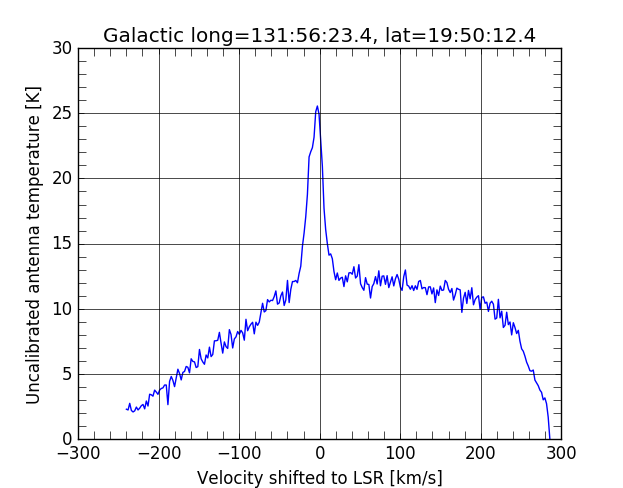 Galactic long=131:56:23.4, lat=19:50:12.4
30
25
20
15
10
5
0
Uncalibrated antenna temperature [K]
−300 −200 −100 0 100 200 300
Velocity shifted to LSR [km/s]